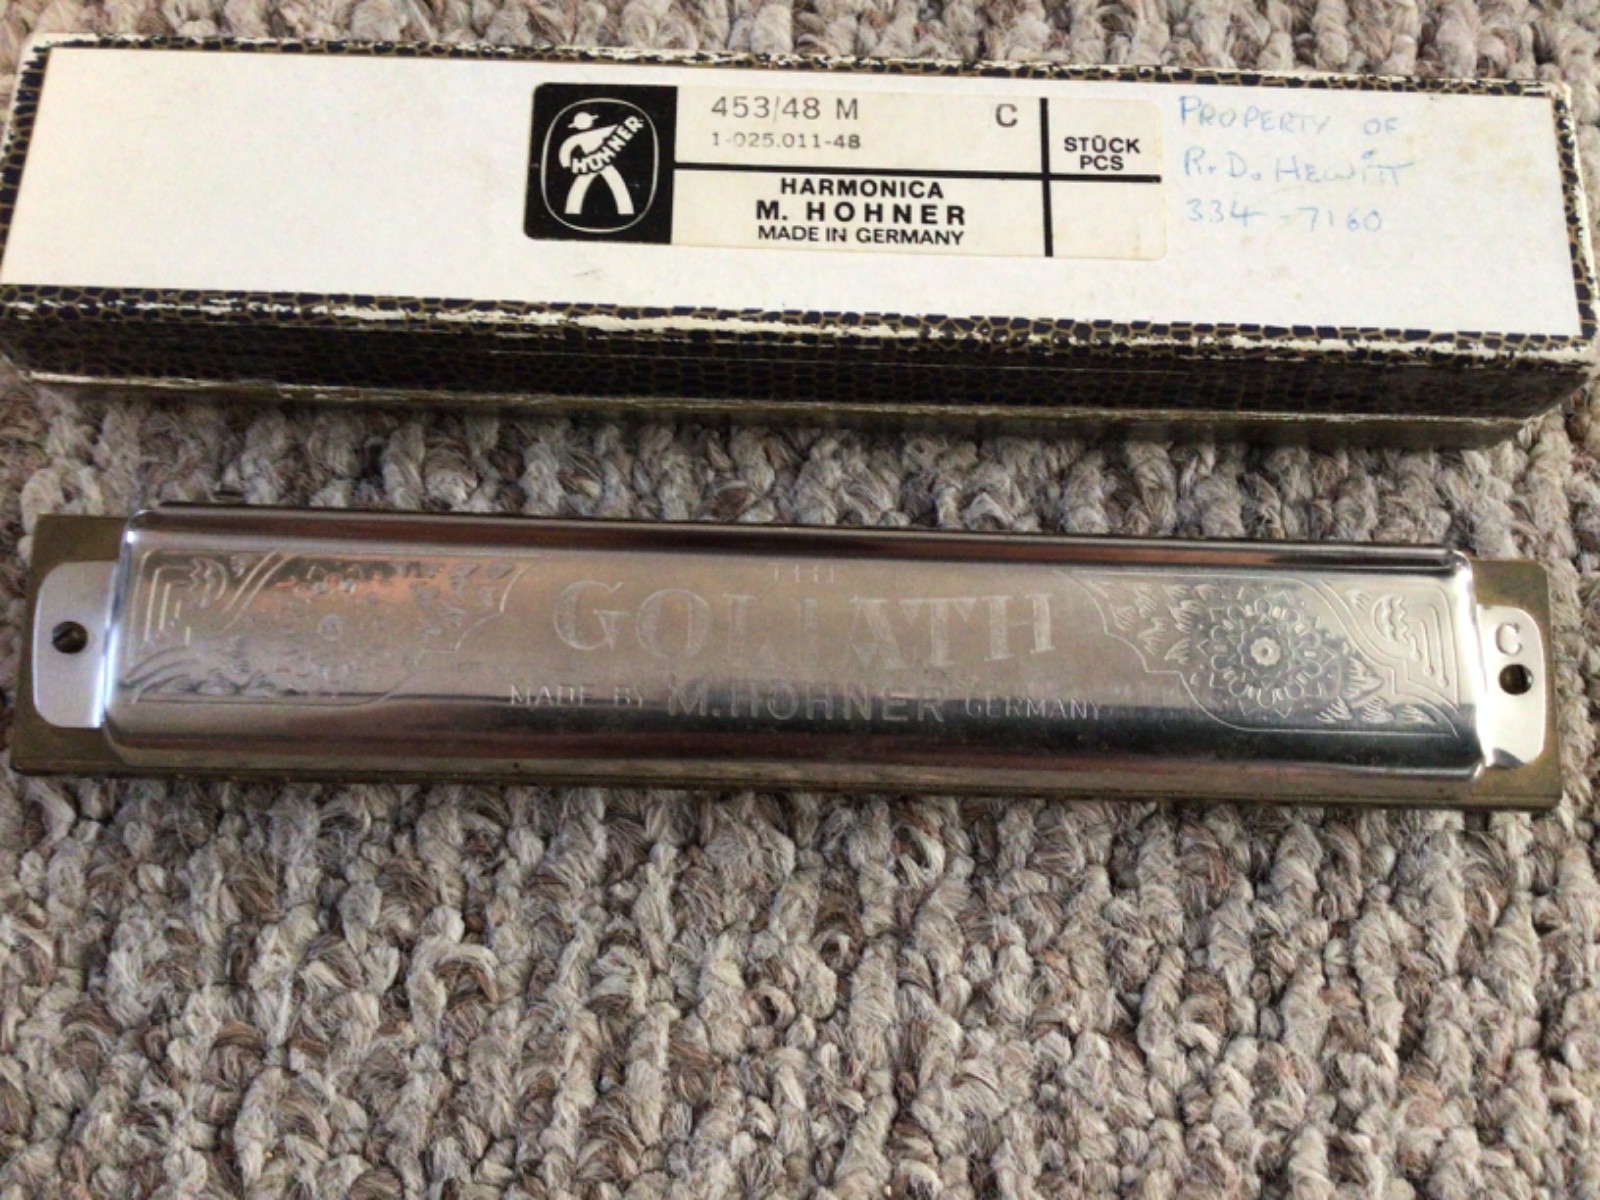 HOHNER
453/48 M C
1-025.011-48
STÜCK
PCS
HARMONICA
M. HOHNER
MADE IN GERMANY
PROPERTY OF
R.D. HEWITT
334-7160
THE
GOLIATH
MADE BY M.HOHNER GERMANY
C